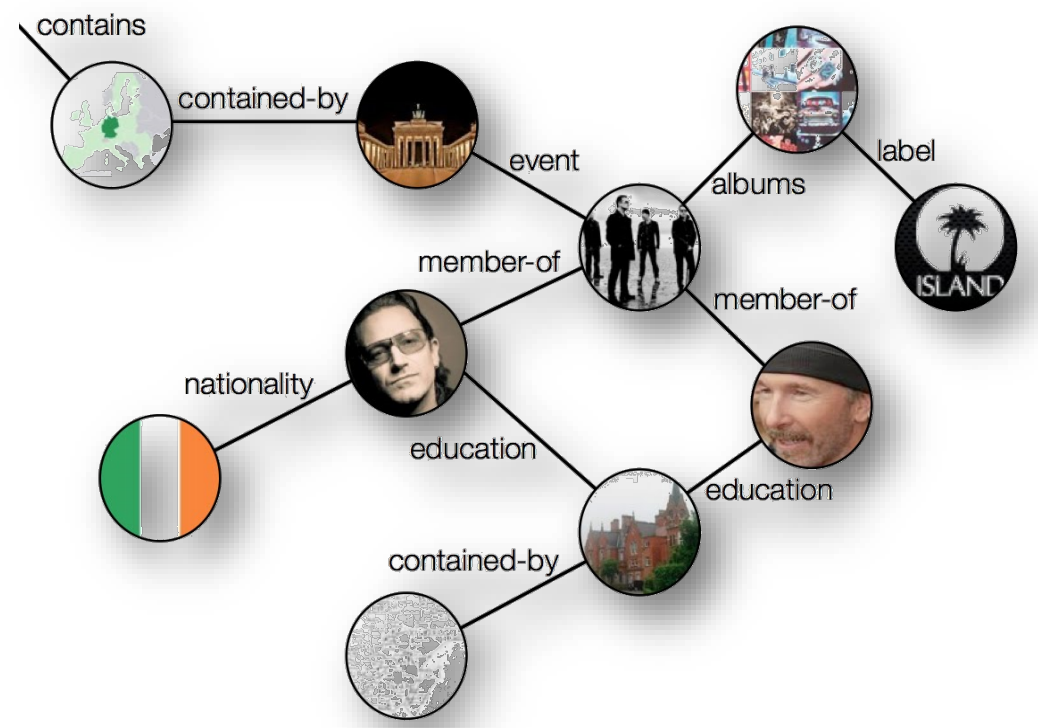 contains
contained-by
event
albums
label
ISLAND
member-of
member-of
nationality
education
education
contained-by